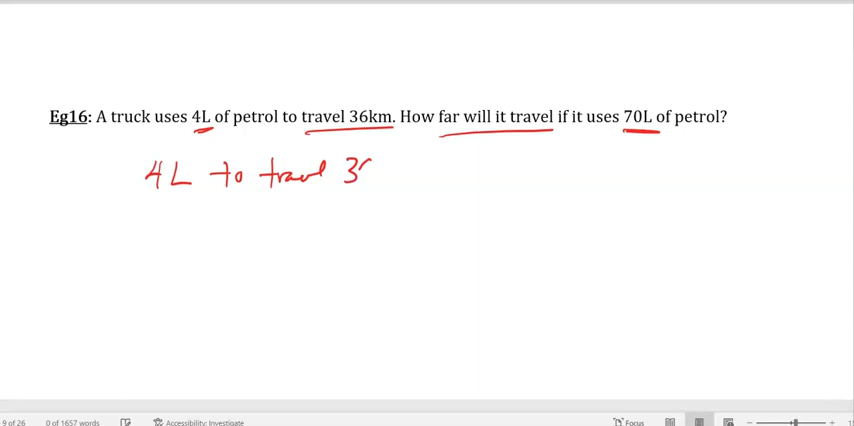 Eg16: A truck uses 4L of petrol to travel 36km. How far will it travel if it uses 70L of petrol?
4L to travel 3
9 of 26 0 of 1657 words Accessibility: Investigate Focus